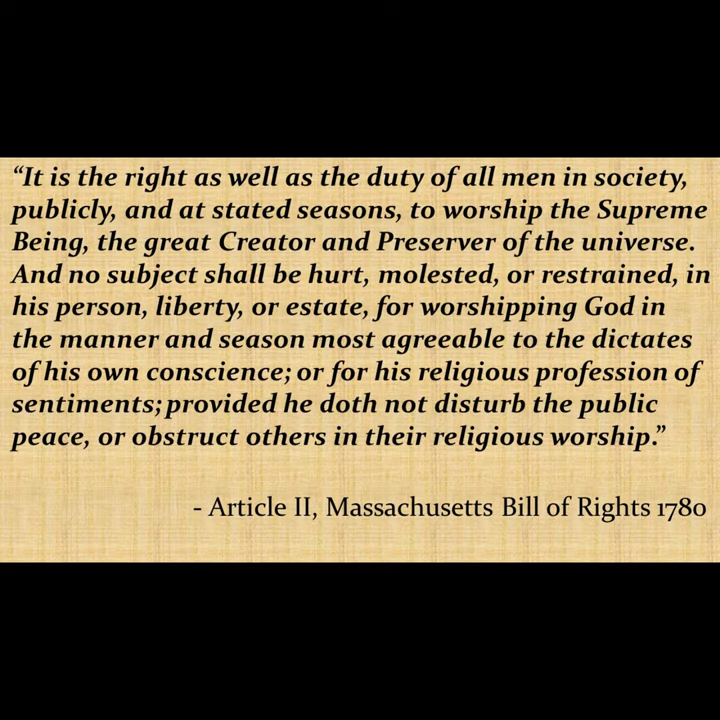 “It is the right as well as the duty of all men in society,
publicly, and at stated seasons, to worship the Supreme
Being, the great Creator and Preserver of the universe.
And no subject shall be hurt, molested, or restrained, in
his person, liberty, or estate, for worshipping God in
the manner and season most agreeable to the dictates
of his own conscience; or for his religious profession of
sentiments; provided he doth not disturb the public
peace, or obstruct others in their religious worship.”
- Article II, Massachusetts Bill of Rights 1780